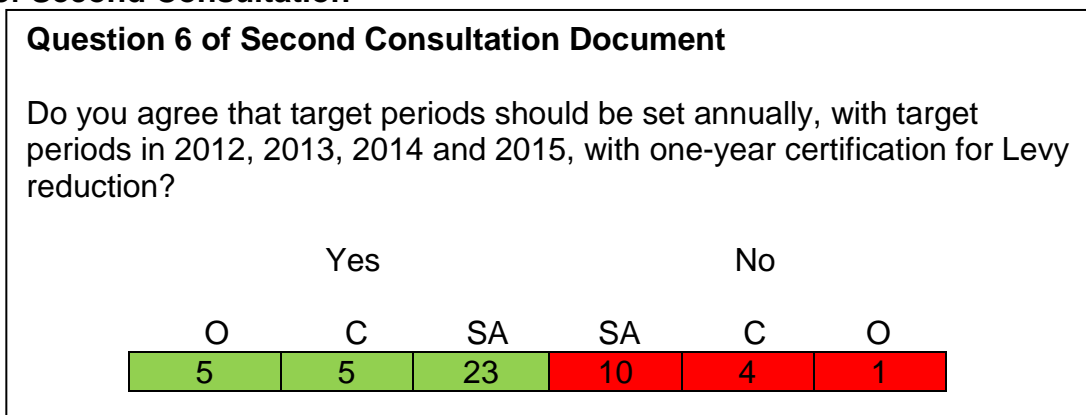 Question 6 of Second Consultation Document
Do you agree that target periods should be set annually, with target
periods in 2012, 2013, 2014 and 2015, with one-year certification for Levy
reduction?
Yes No
O C SA SA C O
5 5 23 10 4 1